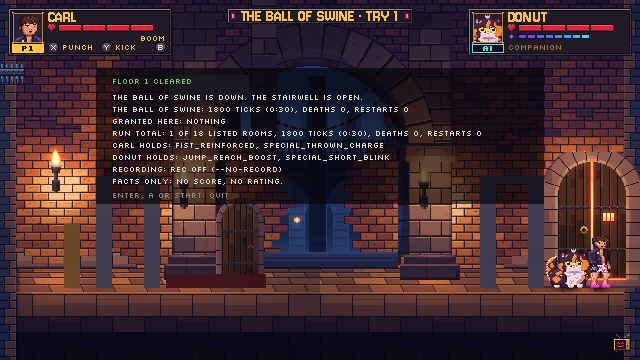 CARL
P1
X PUNCH Y KICK
BOOM
B
THE BALL OF SWINE · TRY 1
DONUT
AI
COMPANION
FLOOR 1 CLEARED
THE BALL OF SWINE IS DOWN. THE STAIRWELL IS OPEN.
THE BALL OF SWINE: 1800 TICKS (0:30), DEATHS 0, RESTARTS 0
GRANTED HERE: NOTHING
RUN TOTAL: 1 OF 18 LISTED ROOMS, 1800 TICKS (0:30), DEATHS 0, RESTARTS 0
CARL HOLDS: FIST_REINFORCED, SPECIAL_THROWN_CHARGE
DONUT HOLDS: JUMP_REACH_BOOST, SPECIAL_SHORT_BLINK
RECORDING: REC OFF (--NO-RECORD)
FACTS ONLY: NO SCORE, NO RATING.
ENTER, A OR START: QUIT